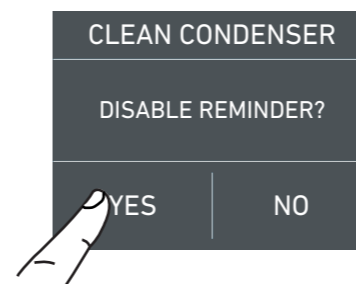 CLEAN CONDENSER
DISABLE REMINDER?
YES NO